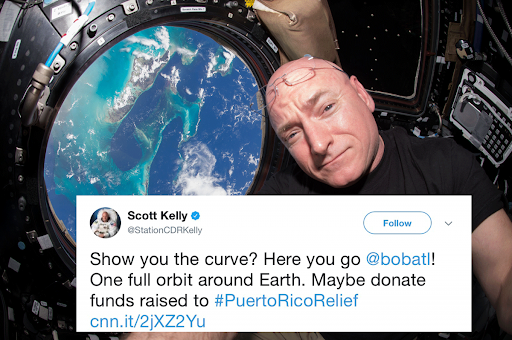 Scott Kelly
@StationCDRKelly
Follow
Show you the curve? Here you go @bobatl!
One full orbit around Earth. Maybe donate
funds raised to #PuertoRicoRelief
cnn.it/2jXZ2Yu